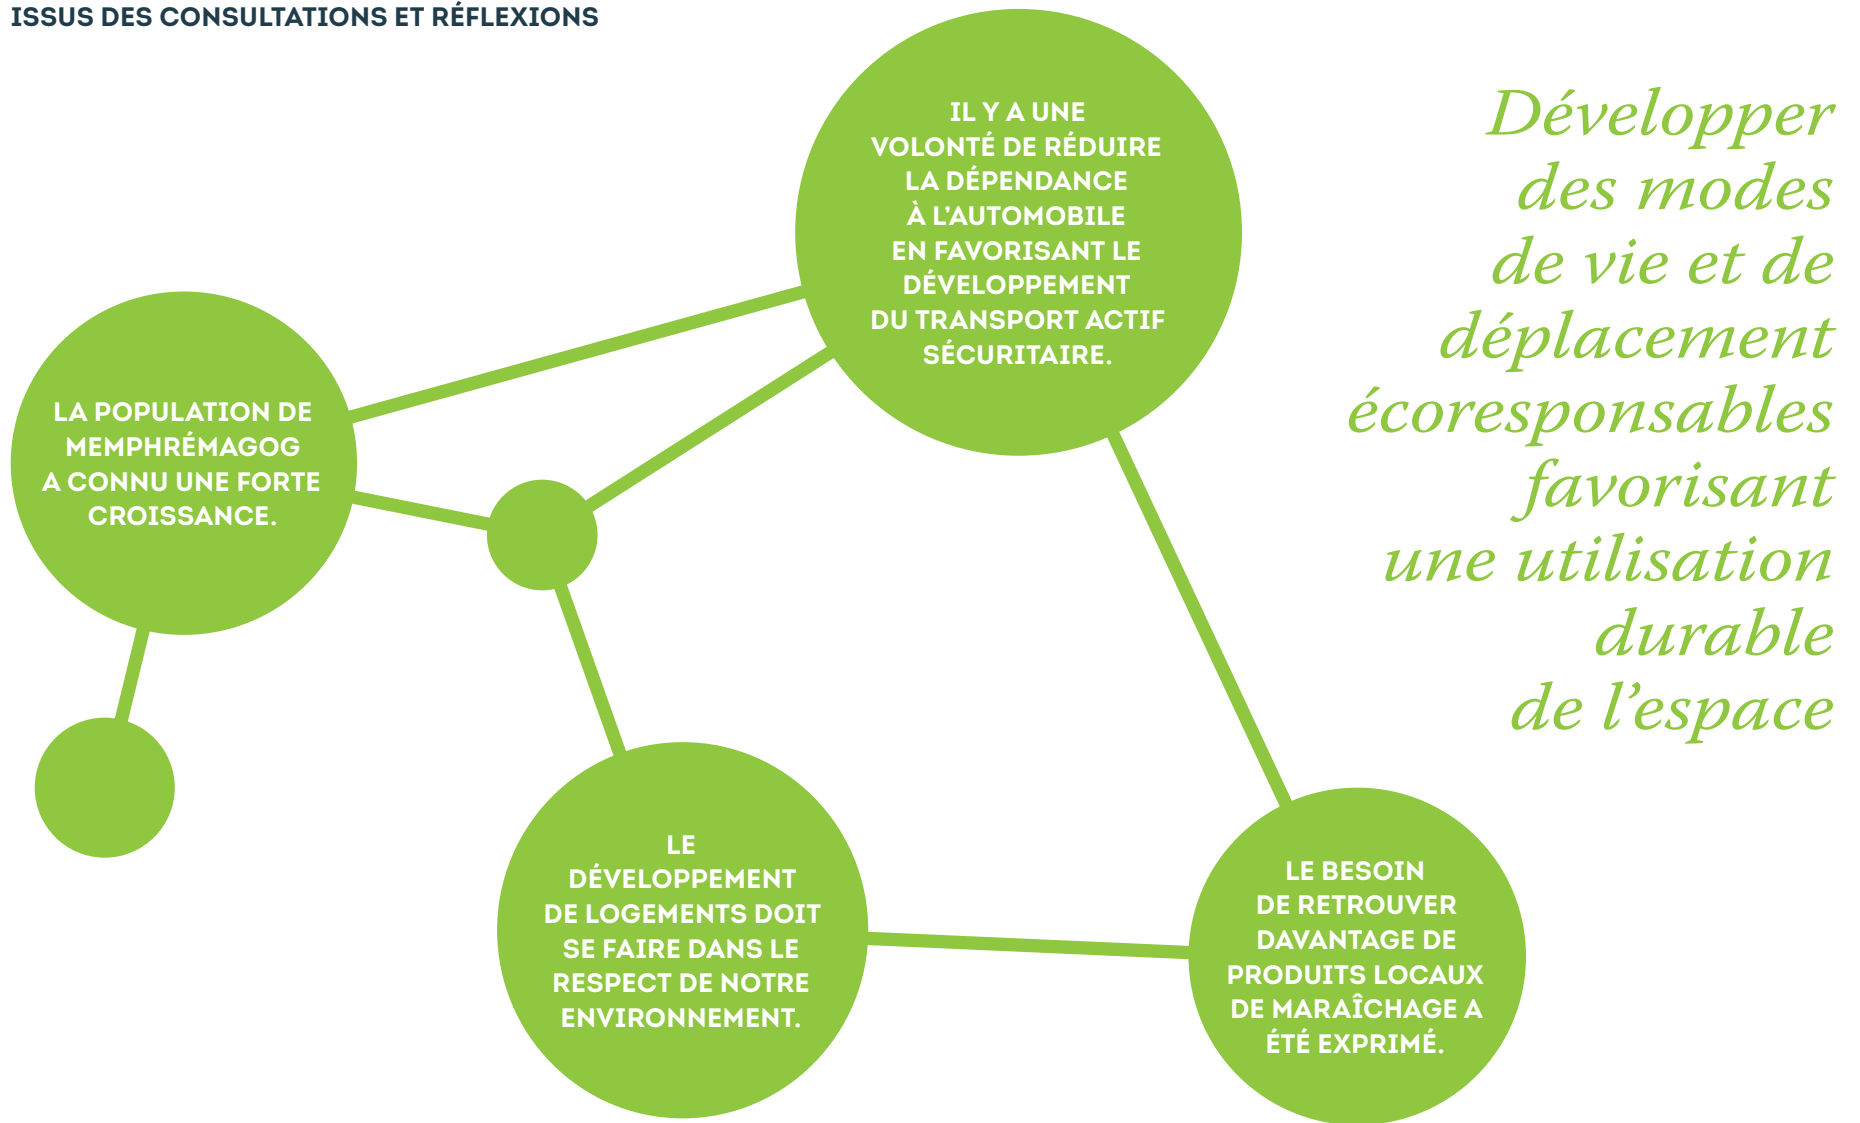 ISSUS DES CONSULTATIONS ET RÉFLEXIONS
IL Y A UNE
VOLONTÉ DE RÉDUIRE
LA DÉPENDANCE
À L'AUTOMOBILE
EN FAVORISANT LE
DÉVELOPPEMENT
DU TRANSPORT ACTIF
SÉCURITAIRE.
Développer
des modes
de vie et de
déplacement
écoresponsables
favorisant
une utilisation
durable
de l’espace
LA POPULATION DE
MEMPHRÉMAGOG
A CONNU UNE FORTE
CROISSANCE.
LE
DÉVELOPPEMENT
DE LOGEMENTS DOIT
SE FAIRE DANS LE
RESPECT DE NOTRE
ENVIRONNEMENT.
LE BESOIN
DE RETROUVER
DAVANTAGE DE
PRODUITS LOCAUX
DE MARAÎCHAGE A
ÉTÉ EXPRIMÉ.